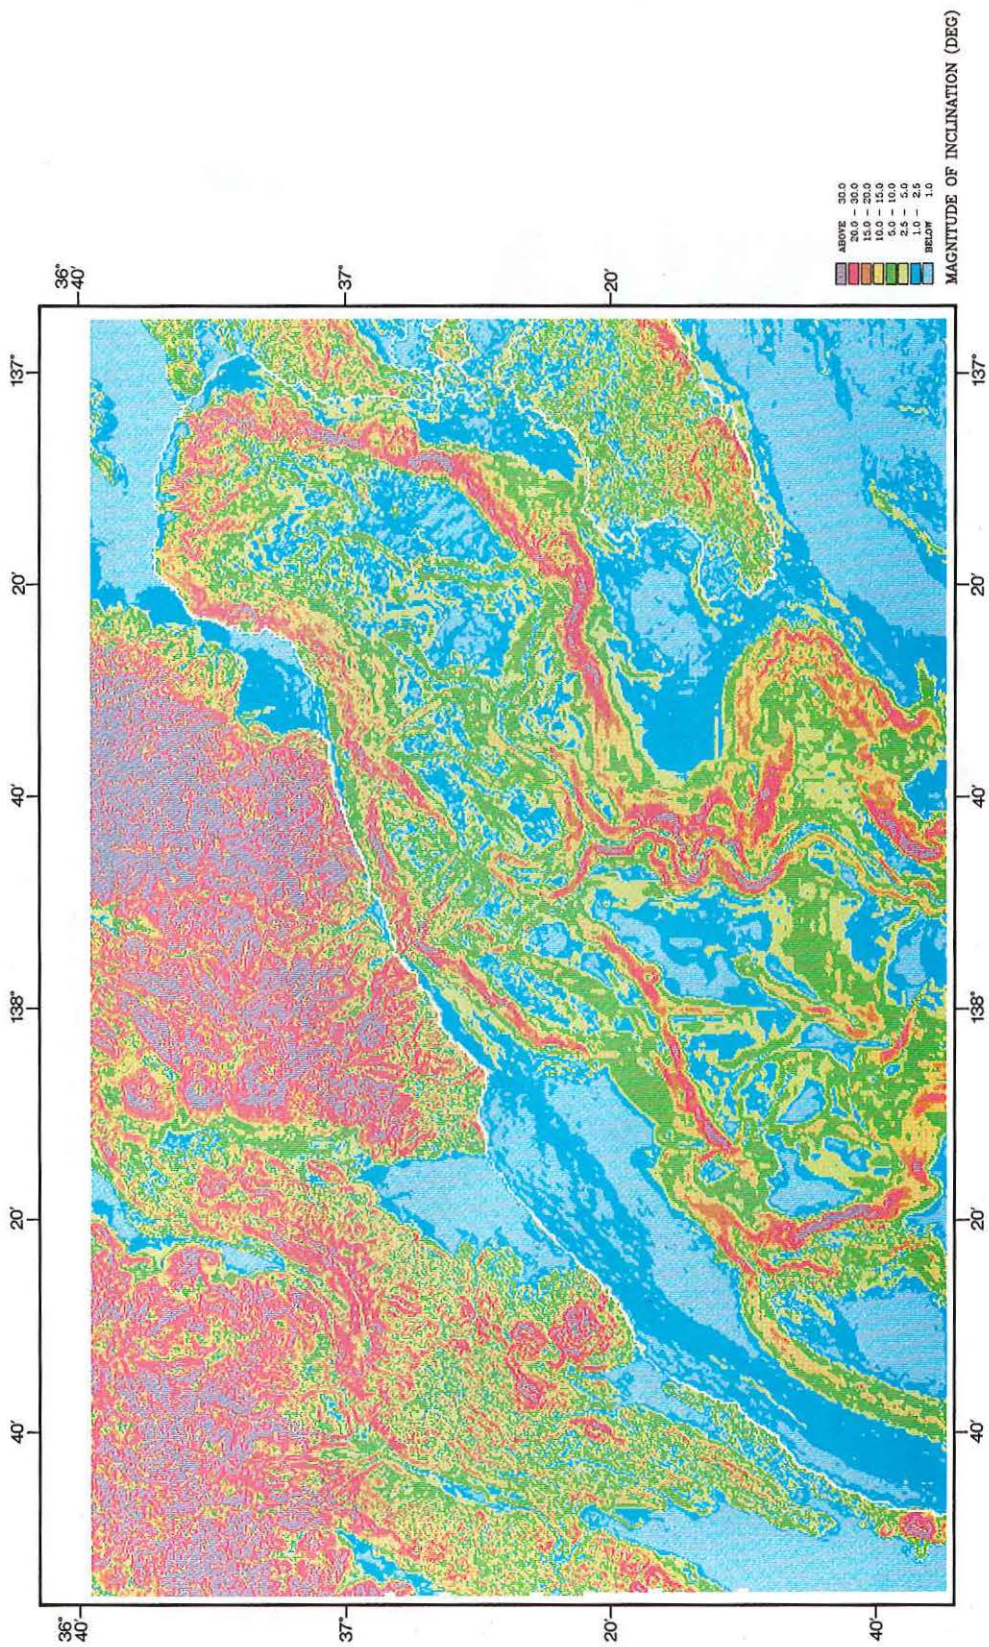 36°
40′
37°
20′
137°
20′
40′
138°
20′
40′
137°
20′
40′
138°
20′
40′
36°
40′
37°
20′
40′
ABOVE 30.0
20.0 - 30.0
15.0 - 20.0
10.0 - 15.0
5.0 - 10.0
2.5 - 5.0
1.0 - 2.5
BELOW 1.0
MAGNITUDE OF INCLINATION (DEG)